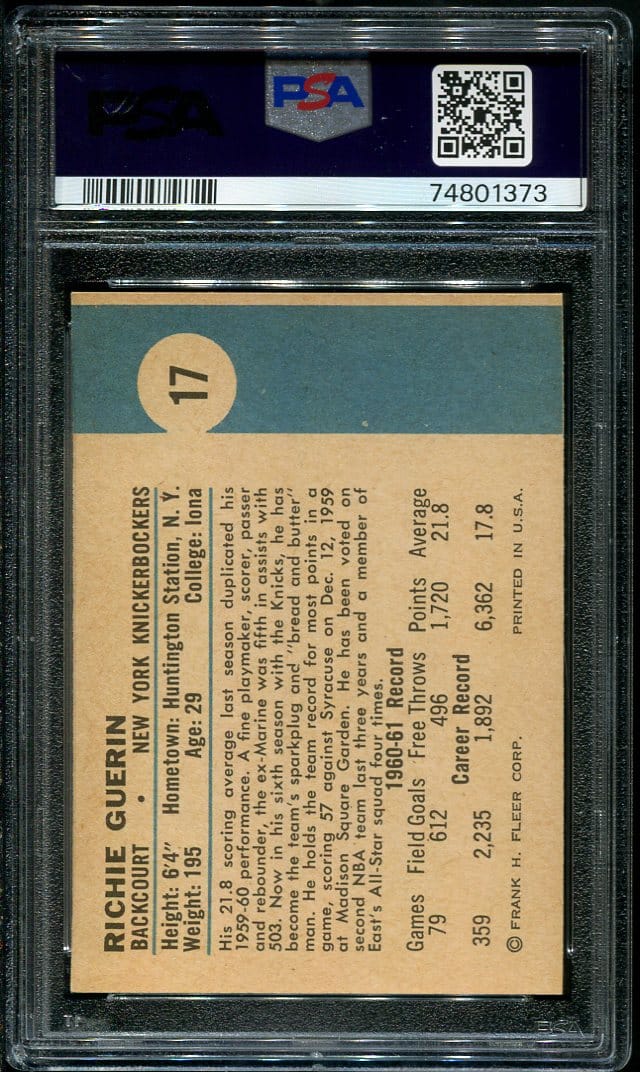 PSA
PSA
74801373
17
RICHIE GUERIN
BACKCOURT • NEW YORK KNICKERBOCKERS
Height: 6'4" Hometown: Huntington Station, N. Y.
Weight: 195 Age: 29 College: Iona
His 21.8 scoring average last season duplicated his
1959-60 performance. A fine playmaker, scorer, passer
and rebounder, the ex-Marine was fifth in assists with
503. Now in his sixth season with the Knicks, he has
become the team's sparkplug and "bread and butter"
man. He holds the team record for most points in a
game, scoring 57 against Syracuse on Dec. 12, 1959
at Madison Square Garden. He has been voted on
second NBA team last three years and a member of
East's All-Star squad four times.
1960-61 Record
Games Field Goals Free Throws Points Average
79 612 496 1,720 21.8
Career Record
359 2,235 1,892 6,362 17.8
© FRANK H. FLEER CORP. PRINTED IN U.S.A.
PSA